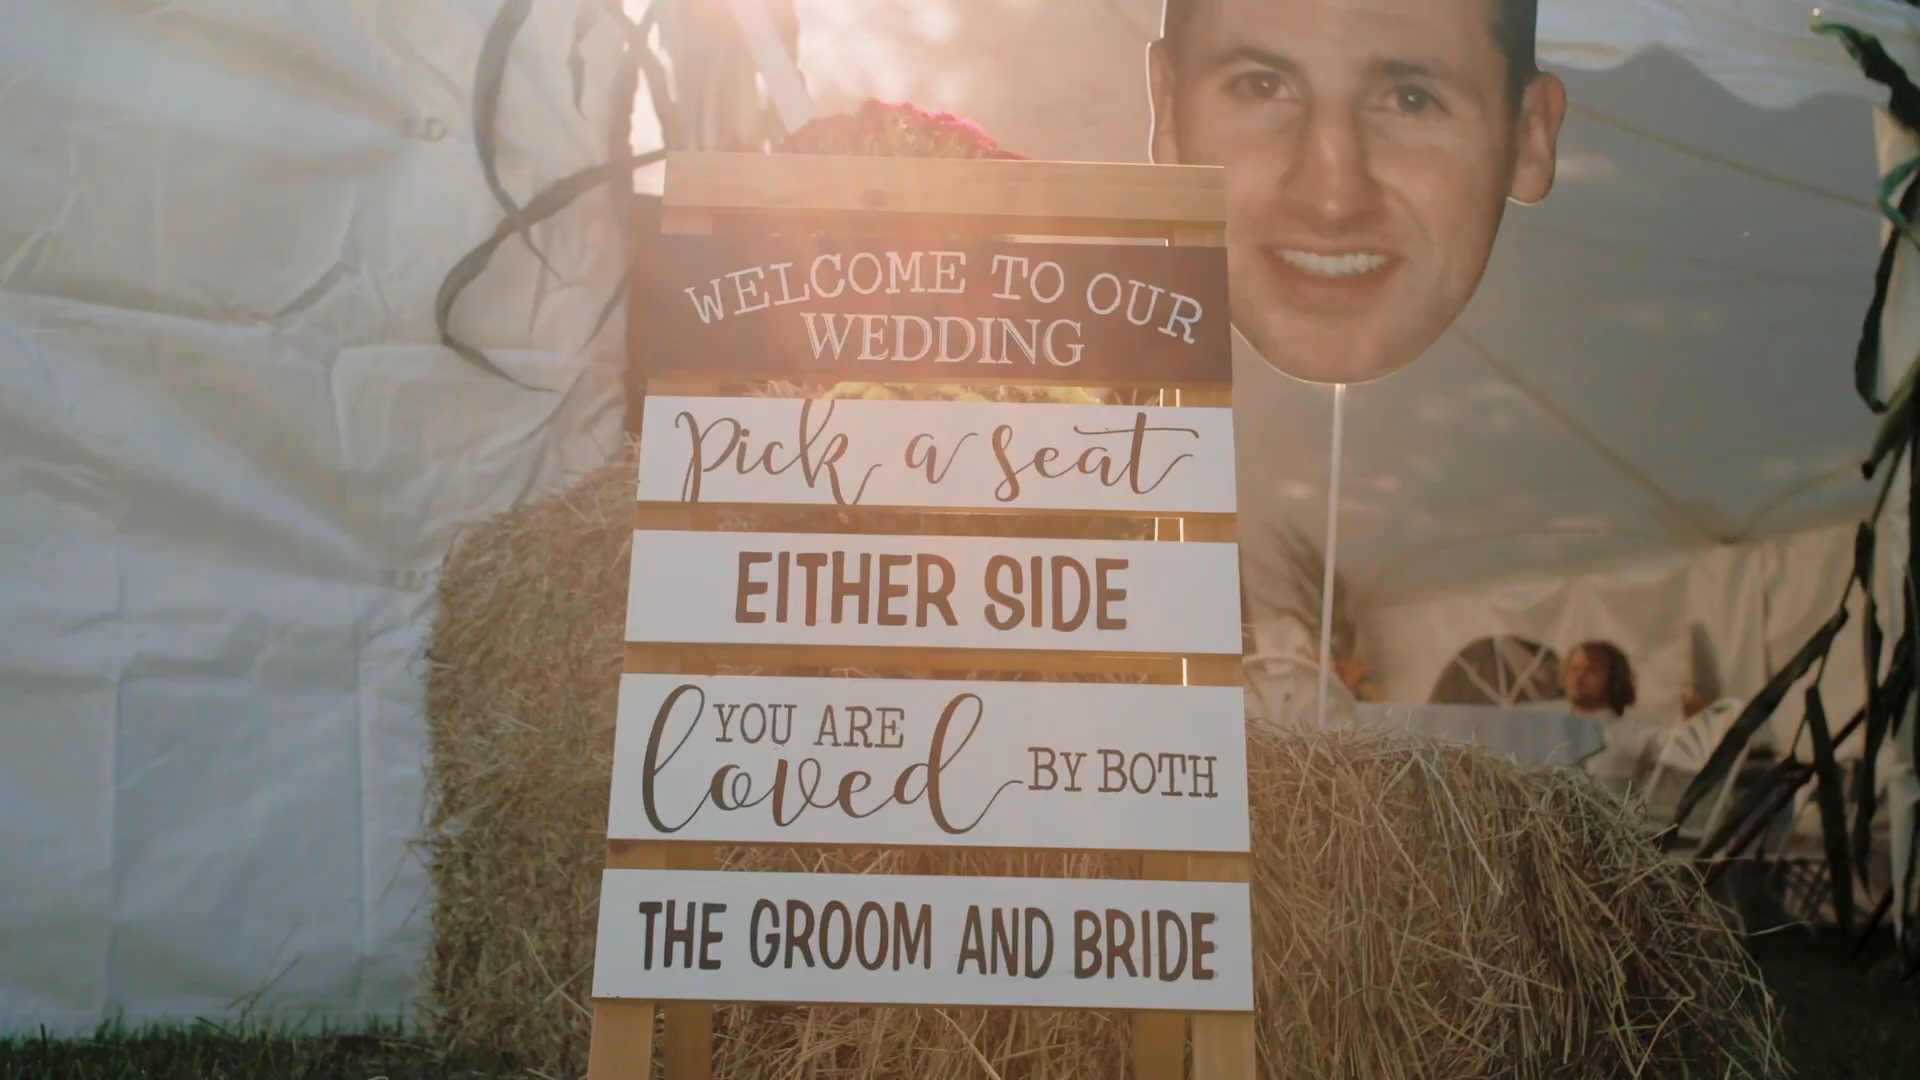 WELCOME TO OUR
WEDDING
pick a seat
EITHER SIDE
YOU ARE
loved BY BOTH
THE GROOM AND BRIDE